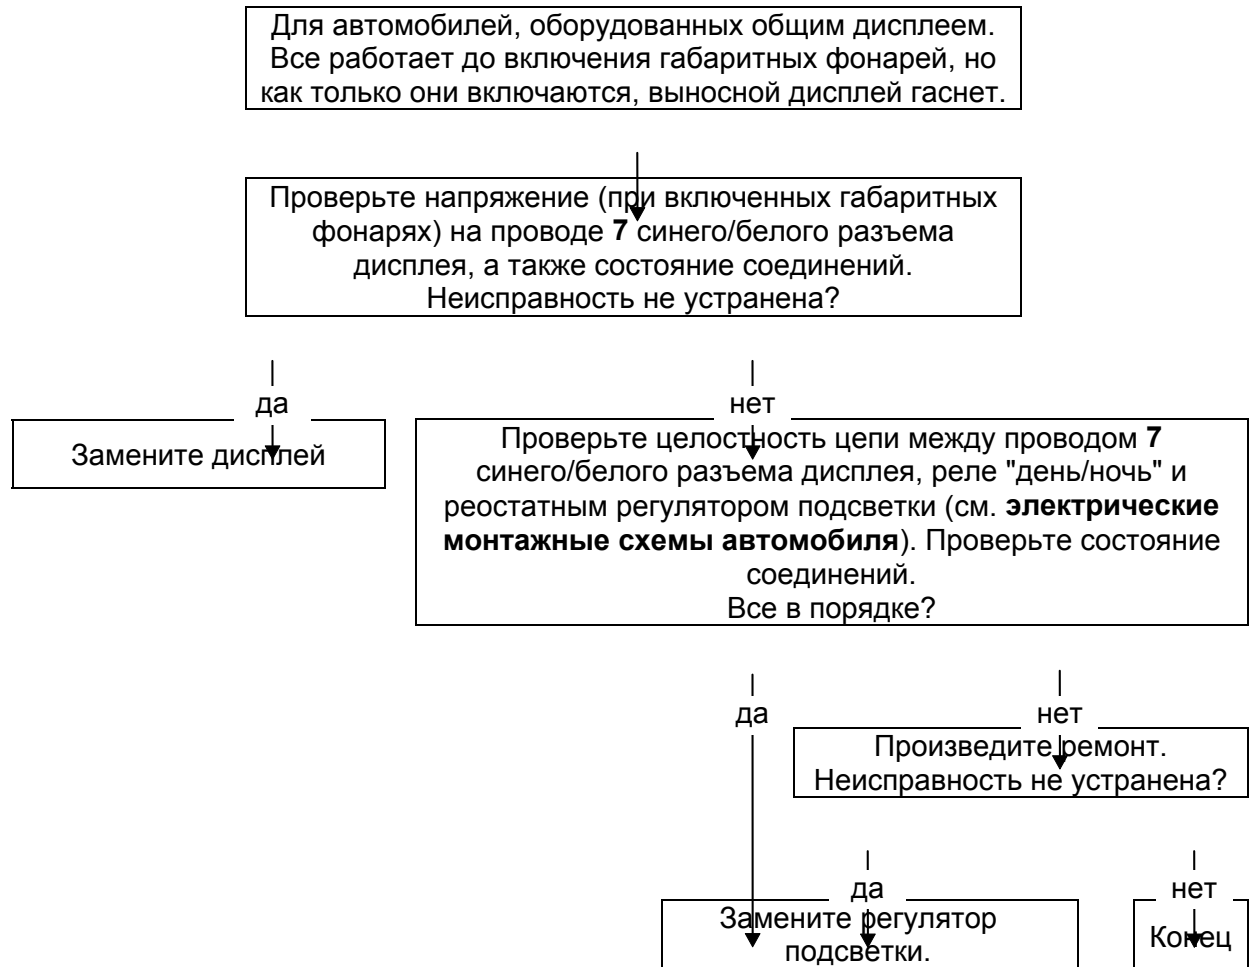 Для автомобилей, оборудованных общим дисплеем.
Все работает до включения габаритных фонарей, но
как только они включаются, выносной дисплей гаснет.
Проверьте напряжение (при включенных габаритных
фонарях) на проводе 7 синего/белого разъема
дисплея, а также состояние соединений.
Неисправность не устранена?
да
нет
Замените дисплей
Проверьте целостность цепи между проводом 7
синего/белого разъема дисплея, реле "день/ночь" и
реостатным регулятором подсветки (см. электрические
монтажные схемы автомобиля). Проверьте состояние
соединений.
Все в порядке?
да
нет
Произведите ремонт.
Неисправность не устранена?
да
нет
Замените регулятор
подсветки.
Конец